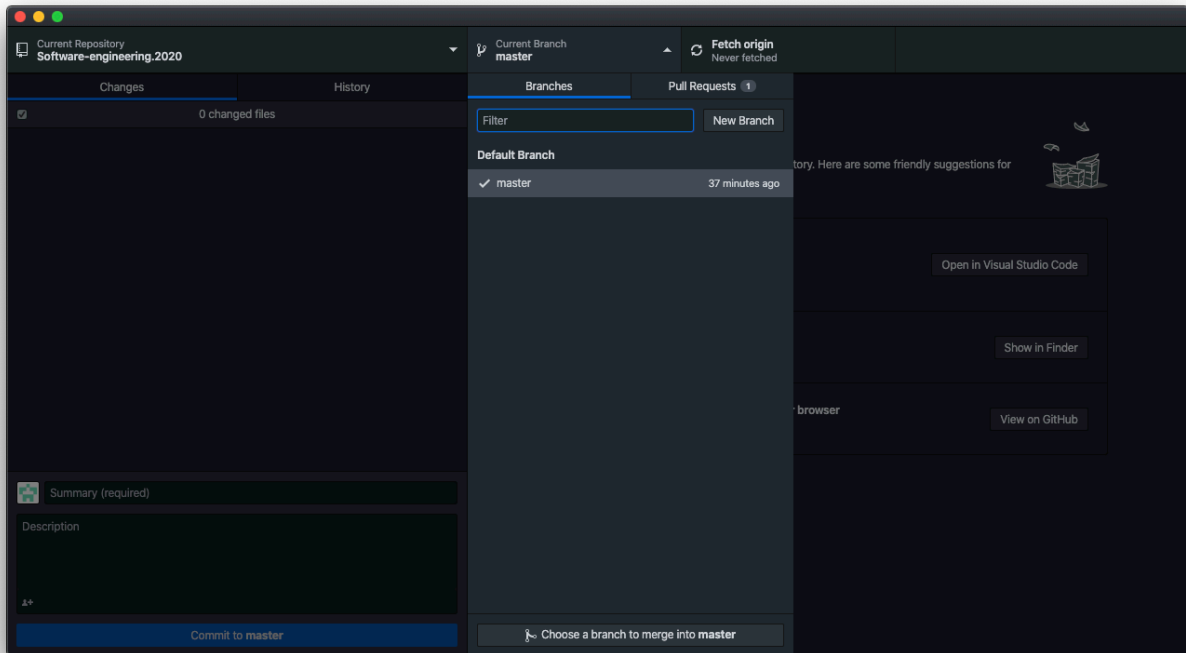 Current Repository
Software-engineering.2020
Current Branch
master
Fetch origin
Never fetched
Changes
History
Branches
Pull Requests 1
0 changed files
Filter
New Branch
Default Branch
master
37 minutes ago
tory. Here are some friendly suggestions for
Open in Visual Studio Code
Show in Finder
browser
View on GitHub
Summary (required)
Description
Commit to master
Choose a branch to merge into master